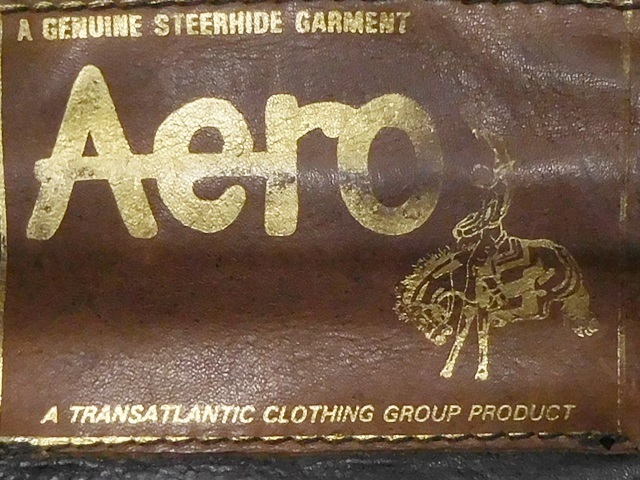 A GENUINE STEERHIDE GARMENT
Aero
A TRANSATLANTIC CLOTHING GROUP PRODUCT